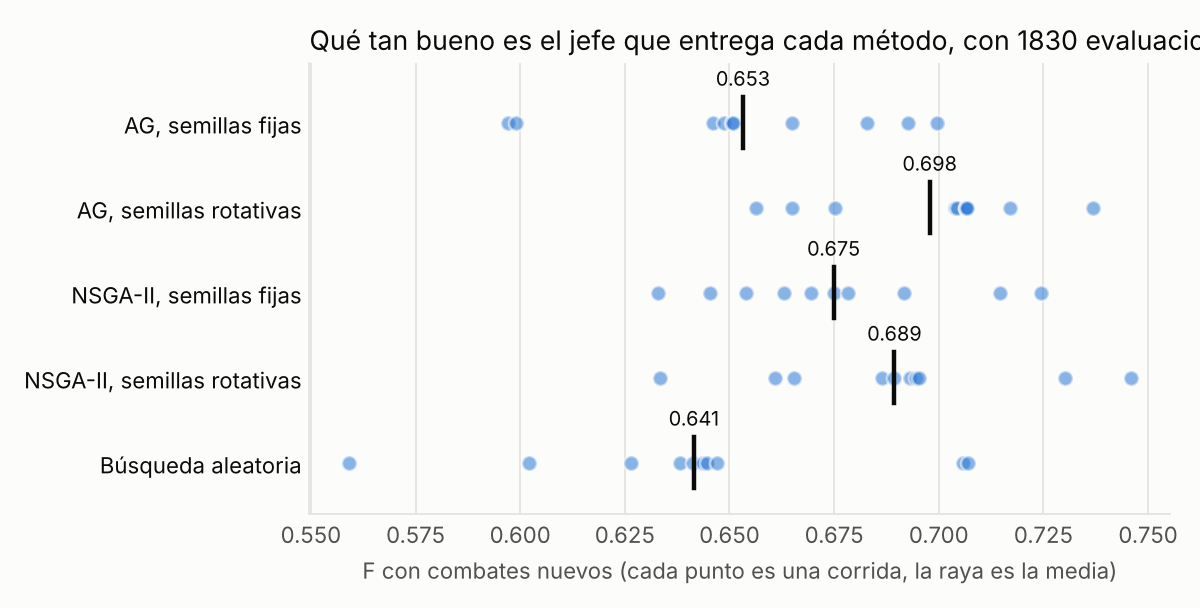 Qué tan bueno es el jefe que entrega cada método, con 1830 evaluacio
0.653
AG, semillas fijas
0.698
AG, semillas rotativas
0.675
NSGA-II, semillas fijas
0.689
NSGA-II, semillas rotativas
0.641
Búsqueda aleatoria
0.550 0.575 0.600 0.625 0.650 0.675 0.700 0.725 0.750
F con combates nuevos (cada punto es una corrida, la raya es la media)